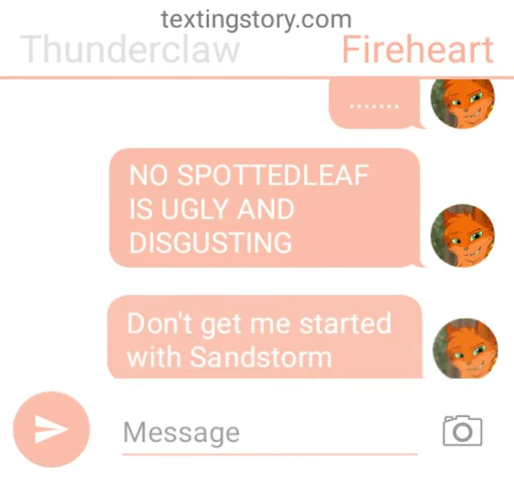 textingstory.com
Thunderclaw Fireheart
.......
NO SPOTTEDLEAF
IS UGLY AND
DISGUSTING
Don't get me started
with Sandstorm
Message